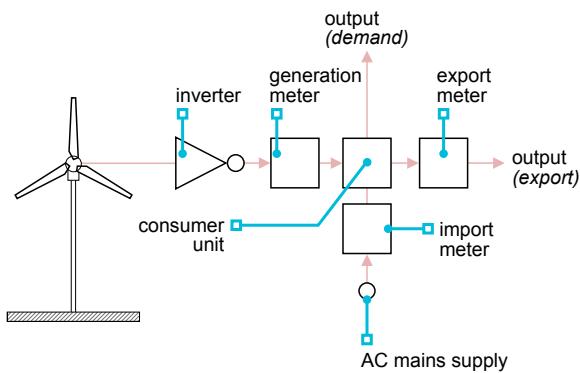 output
(demand)
generation
meter
export
meter
inverter
output
(export)
consumer
unit
import
meter
AC mains supply